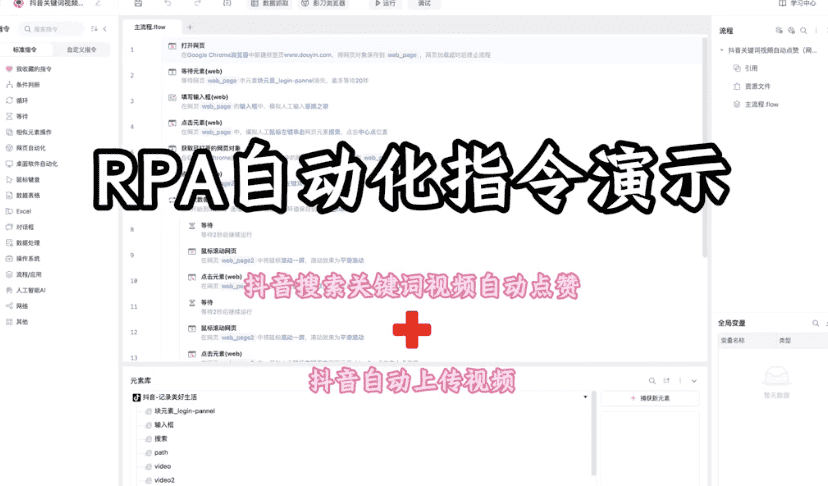 抖音关键词视频...
数据抓取
影刀浏览器
运行
调试
学习中心
指令
搜索指令
标准指令
自定义指令
我收藏的指令
条件判断
循环
等待
相似元素操作
网页自动化
桌面软件自动化
鼠标键盘
数据表格
Excel
对话框
数据处理
操作系统
流程/应用
人工智能AI
网络
其他
主流程.flow
1
打开网页
在Google Chrome浏览器中新建标签页www.douyin.com，将网页对象保存到 web_page ，网页加载超时后终止流程
2
等待元素(web)
等待网页 web_page 中元素块元素_login-pannel消失，最多等待20秒
3
填写输入框(web)
在网页 web_page 的输入框中，模拟人工输入
4
点击元素(web)
在网页 web_page 中，模拟人工鼠标左键单击网页元素搜索，点击中心点位置
RPA自动化指令演示
8
等待
等待2秒后继续运行
9
鼠标滚动网页
在网页 web_page2 中将鼠标滚动一屏，滚动效果为平滑滚动
10
点击元素(web)
抖音搜索关键词视频自动点赞
11
等待
等待2秒后继续运行
+
12
鼠标滚动网页
在网页 web_page2 中将鼠标滚动一屏，滚动效果为平滑滚动
13
点击元素(web)
抖音自动上传视频
元素库
抖音-记录美好生活
块元素_login-pannel
输入框
搜索
path
video
video2
捕获新元素
流程
抖音关键词视频自动点赞（网...
引用
资源文件
主流程.flow
全局变量
变量名称
类型
暂无数据